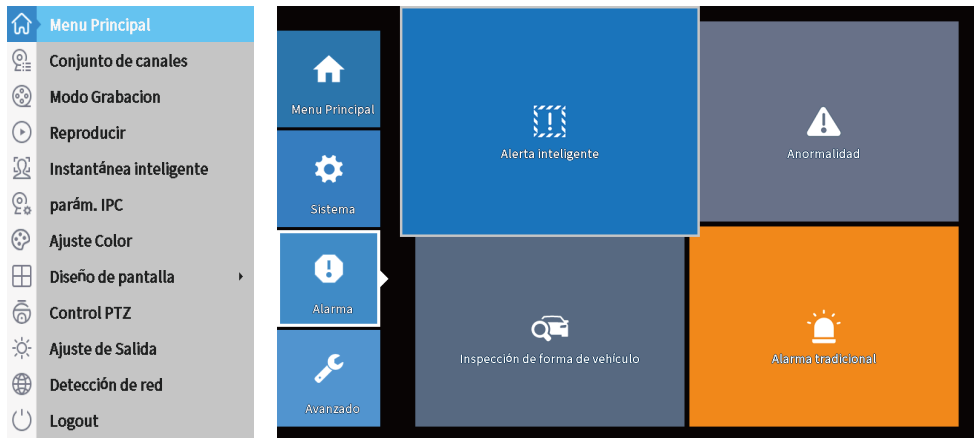 Menu Principal
Conjunto de canales
Modo Grabacion
Reproducir
Instantánea inteligente
parám. IPC
Ajuste Color
Diseño de pantalla
Control PTZ
Ajuste de Salida
Detección de red
Logout
Menu Principal
Sistema
Alarma
Avanzado
Alerta inteligente
Anormalidad
Inspección de forma de vehículo
Alarma tradicional